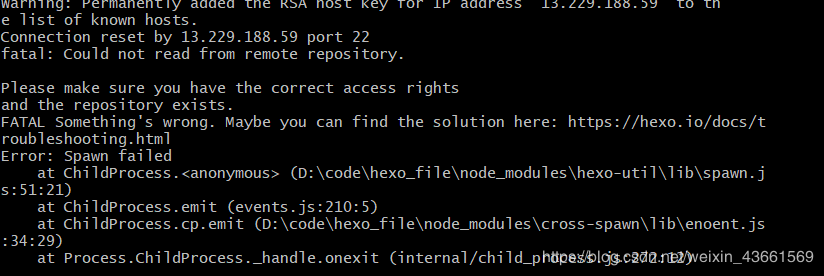 Warning: Permanently added the RSA host key for IP address '13.229.188.59' to th
e list of known hosts.
Connection reset by 13.229.188.59 port 22
fatal: Could not read from remote repository.
Please make sure you have the correct access rights
and the repository exists.
FATAL Something's wrong. Maybe you can find the solution here: https://hexo.io/docs/t
roubleshooting.html
Error: Spawn failed
    at ChildProcess.<anonymous> (D:\code\hexo_file\node_modules\hexo-util\lib\spawn.j
s:51:21)
    at ChildProcess.emit (events.js:210:5)
    at ChildProcess.cp.emit (D:\code\hexo_file\node_modules\cross-spawn\lib\enoent.js
:34:29)
    at Process.ChildProcess._handle.onexit (internal/child_process.js:272:12)
https://blog.csdn.net/weixin_43661569